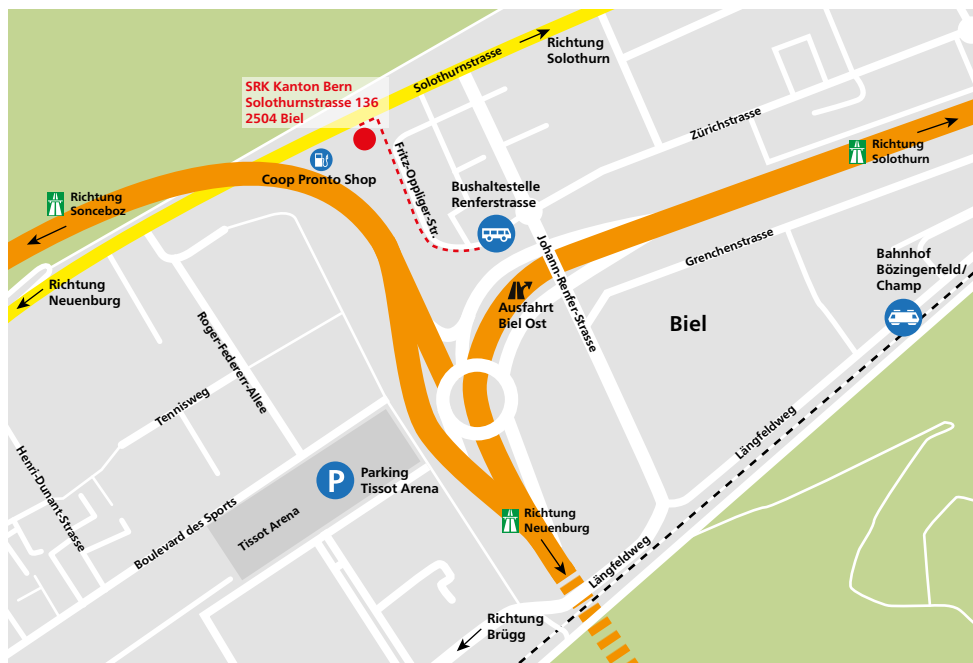 Richtung
Solothurn
Solothurnstrasse
SRK Kanton Bern
Solothurnstrasse 136
2504 Biel
Zürichstrasse
Richtung
Solothurn
Coop Pronto Shop
Fritz-Oppliger-Str.
Bushaltestelle
Renferstrasse
Richtung
Sonceboz
Johann-Renfer-Strasse
Grenchenstrasse
Bahnhof
Bözingenfeld/
Champ
Richtung
Neuenburg
Ausfahrt
Biel Ost
Biel
Roger-Federerr-Allee
Tennisweg
Längfeldweg
Henri-Dunant-Strasse
P
Parking
Tissot Arena
Boulevard des Sports
Tissot Arena
Richtung
Neuenburg
Längfeldweg
Richtung
Brügg